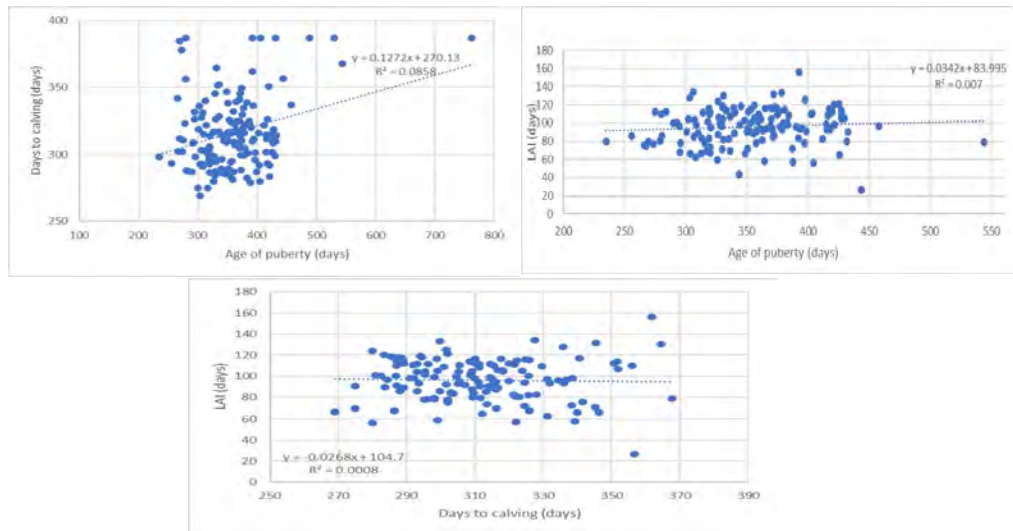 400
350
300
250
Days to calving (days)
y = 0.1272x+270.13
R² = 0.0858
100 200 300 400 500 600 700 800
Age of puberty (days)
180
160
140
120
100
80
60
40
20
0
LAI (days)
y = 0.0342x+83.995
R² = 0.007
200 250 300 350 400 450 500 550
Age of puberty (days)
180
160
140
120
100
80
60
40
20
0
LAI (days)
y = -0.0268x + 104.7
R² = 0.0008
250 270 290 310 330 350 370 390
Days to calving (days)